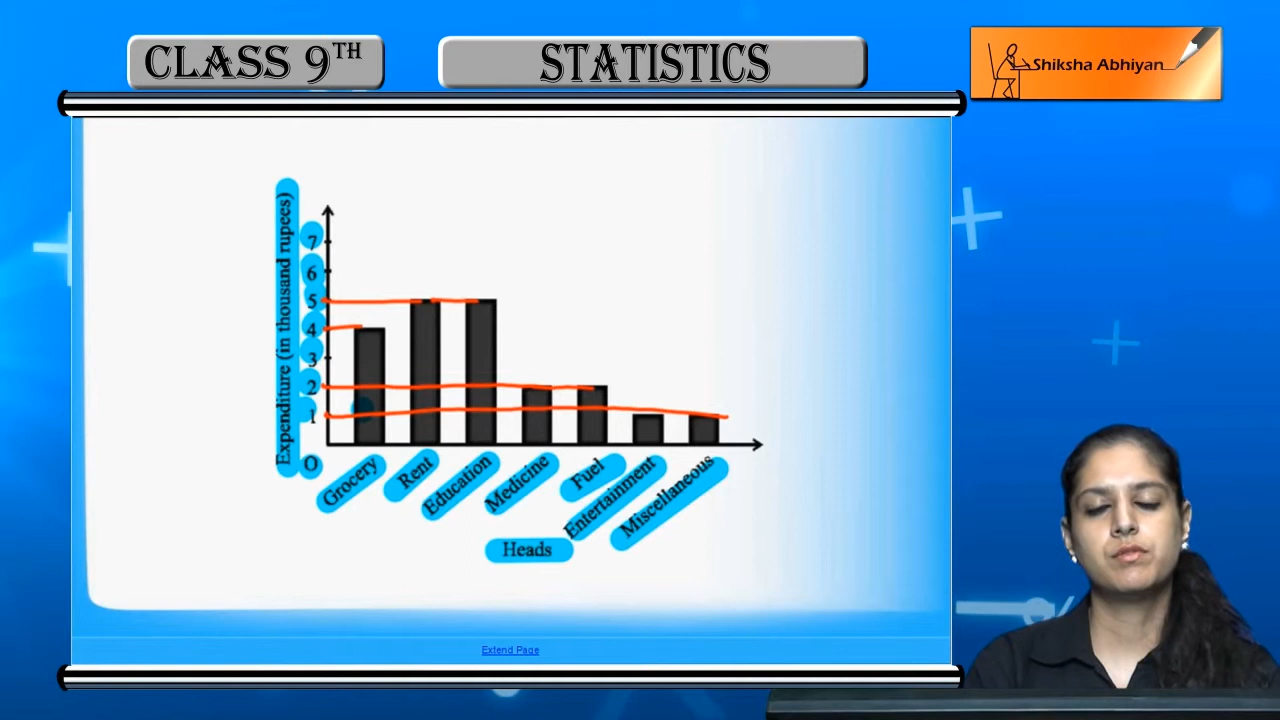 CLASS 9TH
STATISTICS
Shiksha Abhiyan
Expenditure (in thousand rupees)
7
6
5
4
3
2
1
O
Grocery
Rent
Education
Medicine
Fuel
Entertainment
Miscellaneous
Heads
Extend Page